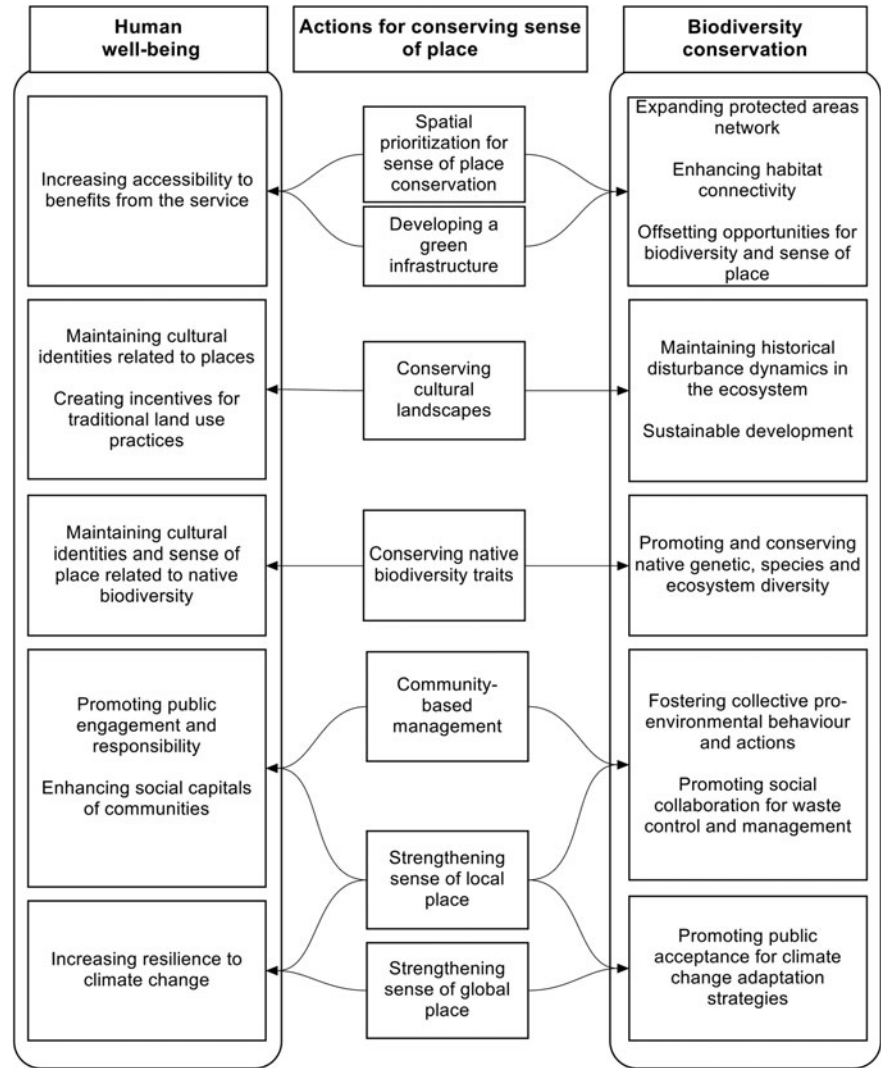 Human
well-being
Actions for conserving sense
of place
Biodiversity
conservation
Increasing accessibility to
benefits from the service
Spatial
prioritization for
sense of place
conservation
Developing a
green
infrastructure
Expanding protected areas
network
Enhancing habitat
connectivity
Offsetting opportunities for
biodiversity and sense of
place
Maintaining cultural
identities related to places
Creating incentives for
traditional land use
practices
Conserving
cultural
landscapes
Maintaining historical
disturbance dynamics in
the ecosystem
Sustainable development
Maintaining cultural
identities and sense of
place related to native
biodiversity
Conserving native
biodiversity traits
Promoting and conserving
native genetic, species and
ecosystem diversity
Promoting public
engagement and
responsibility
Enhancing social capitals
of communities
Community-
based
management
Strengthening
sense of local
place
Fostering collective pro-
environmental behaviour
and actions
Promoting social
collaboration for waste
control and management
Increasing resilience to
climate change
Strengthening
sense of global
place
Promoting public
acceptance for climate
change adaptation
strategies